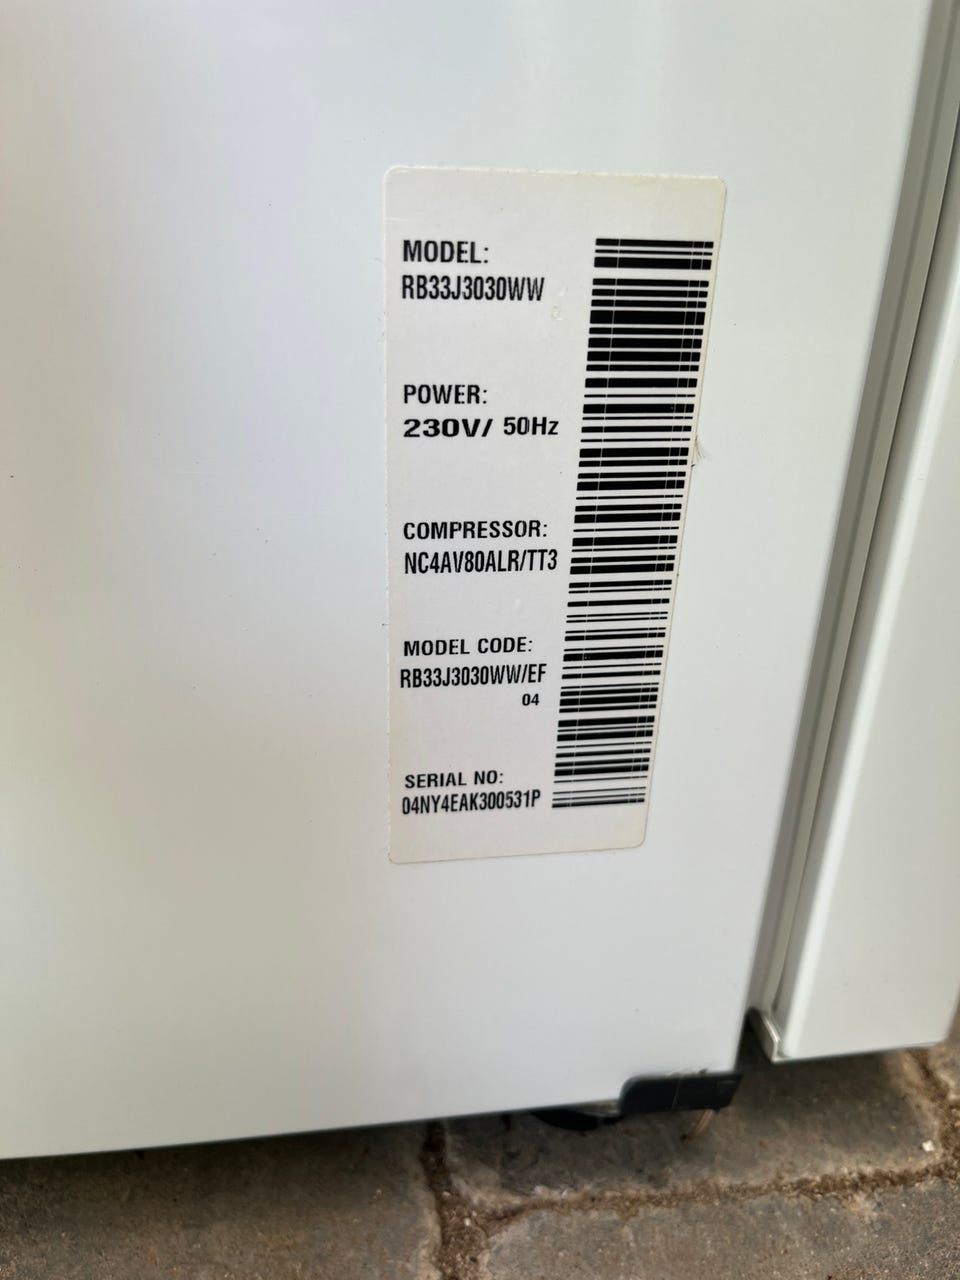 MODEL:
RB33J3030WW
POWER:
230V/ 50Hz
COMPRESSOR:
NC4AV80ALR/TT3
MODEL CODE:
RB33J3030WW/EF
04
SERIAL NO:
04NY4EAK300531P